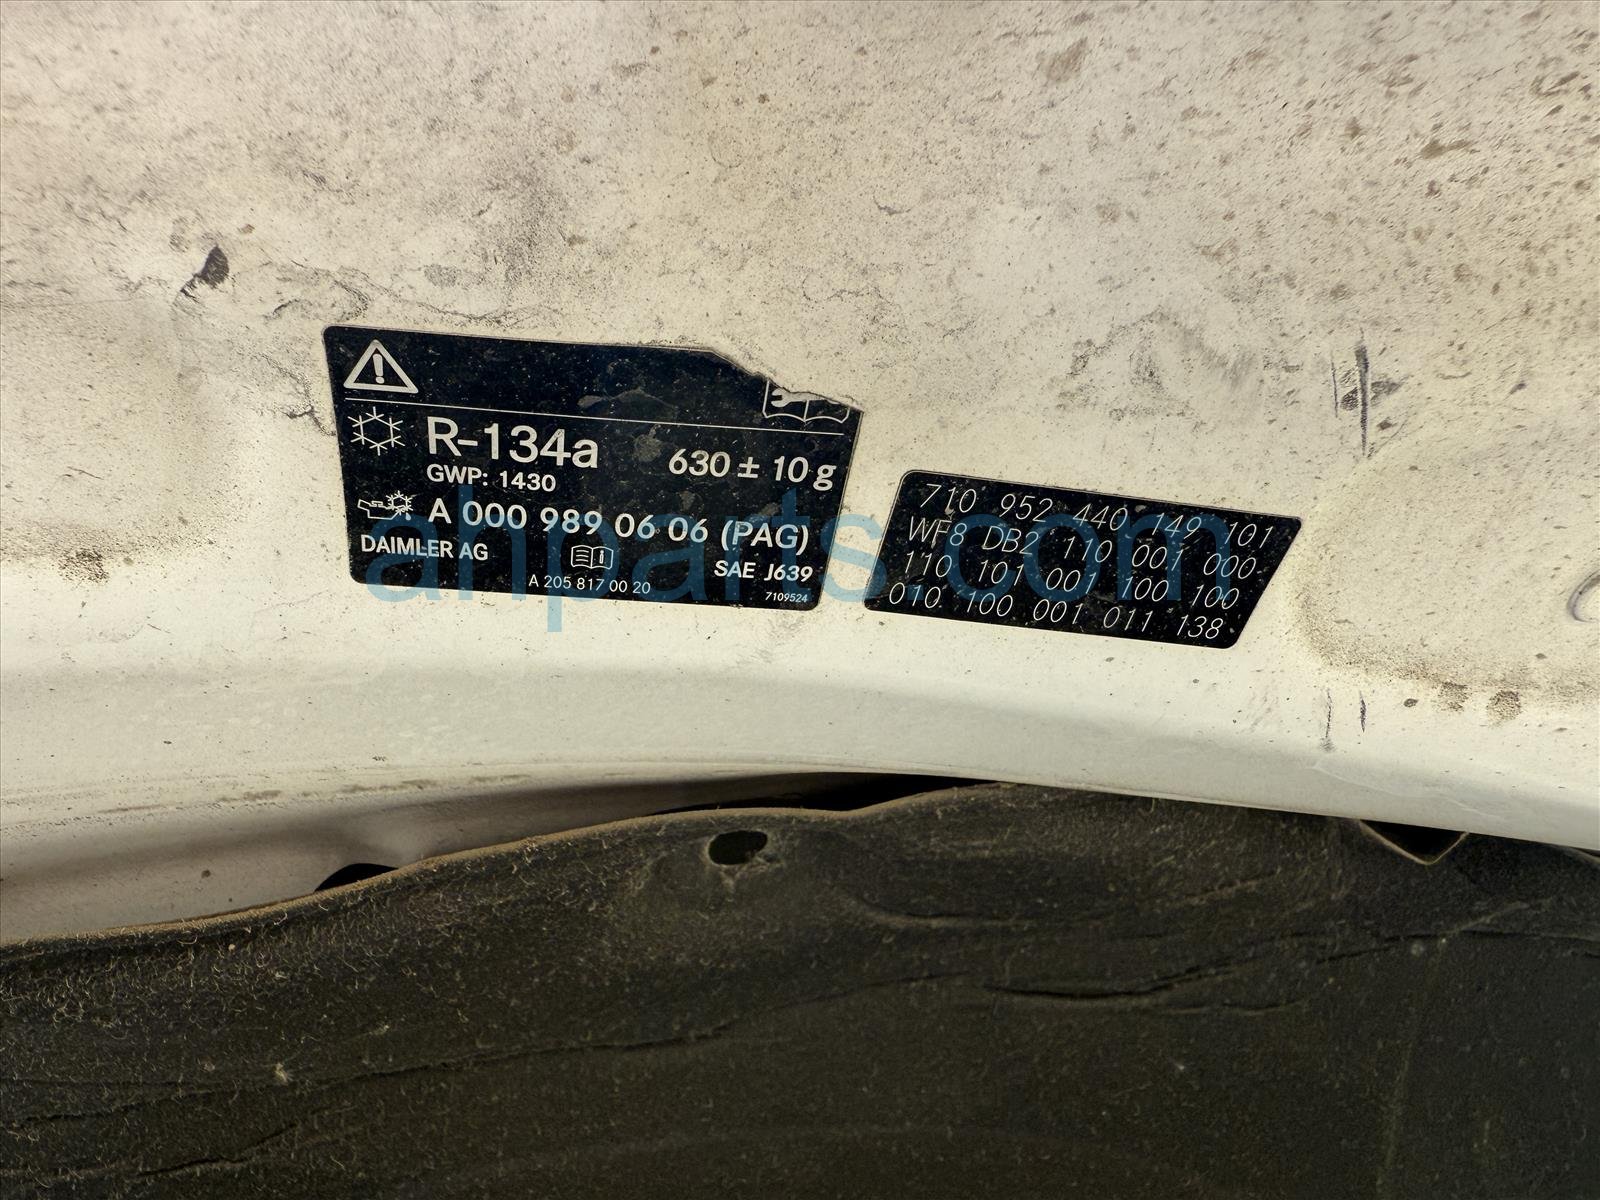 R-134a 630 ± 10 g
GWP: 1430
A 000 989 06 06 (PAG)
DAIMLER AG
SAE J639
A 205 817 00 20
7109524
710 952 440 149 101
WF8 DB2 110 001 000
110 101 001 100 100
010 100 001 011 138
ahparts.com